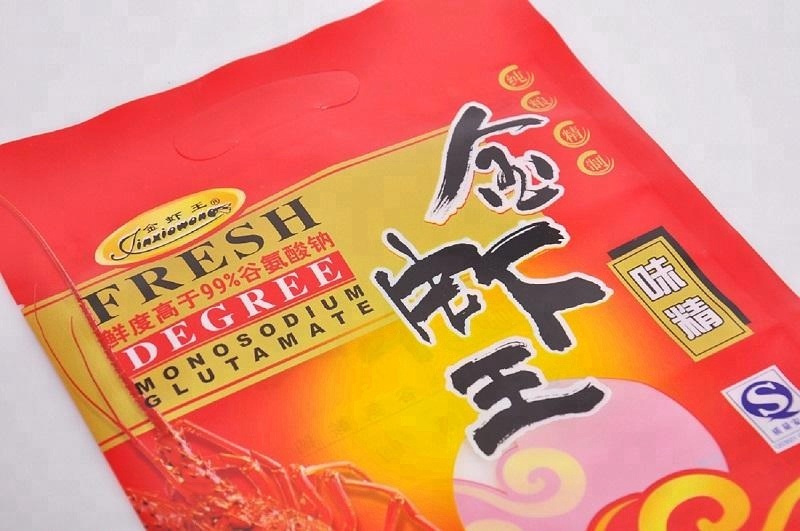 金虾王®
Jinxiawang
FRESH
鲜度高于99%谷氨酸钠
DEGREE
MONOSODIUM
GLUTAMATE
金虾王
纯粮精制
味精